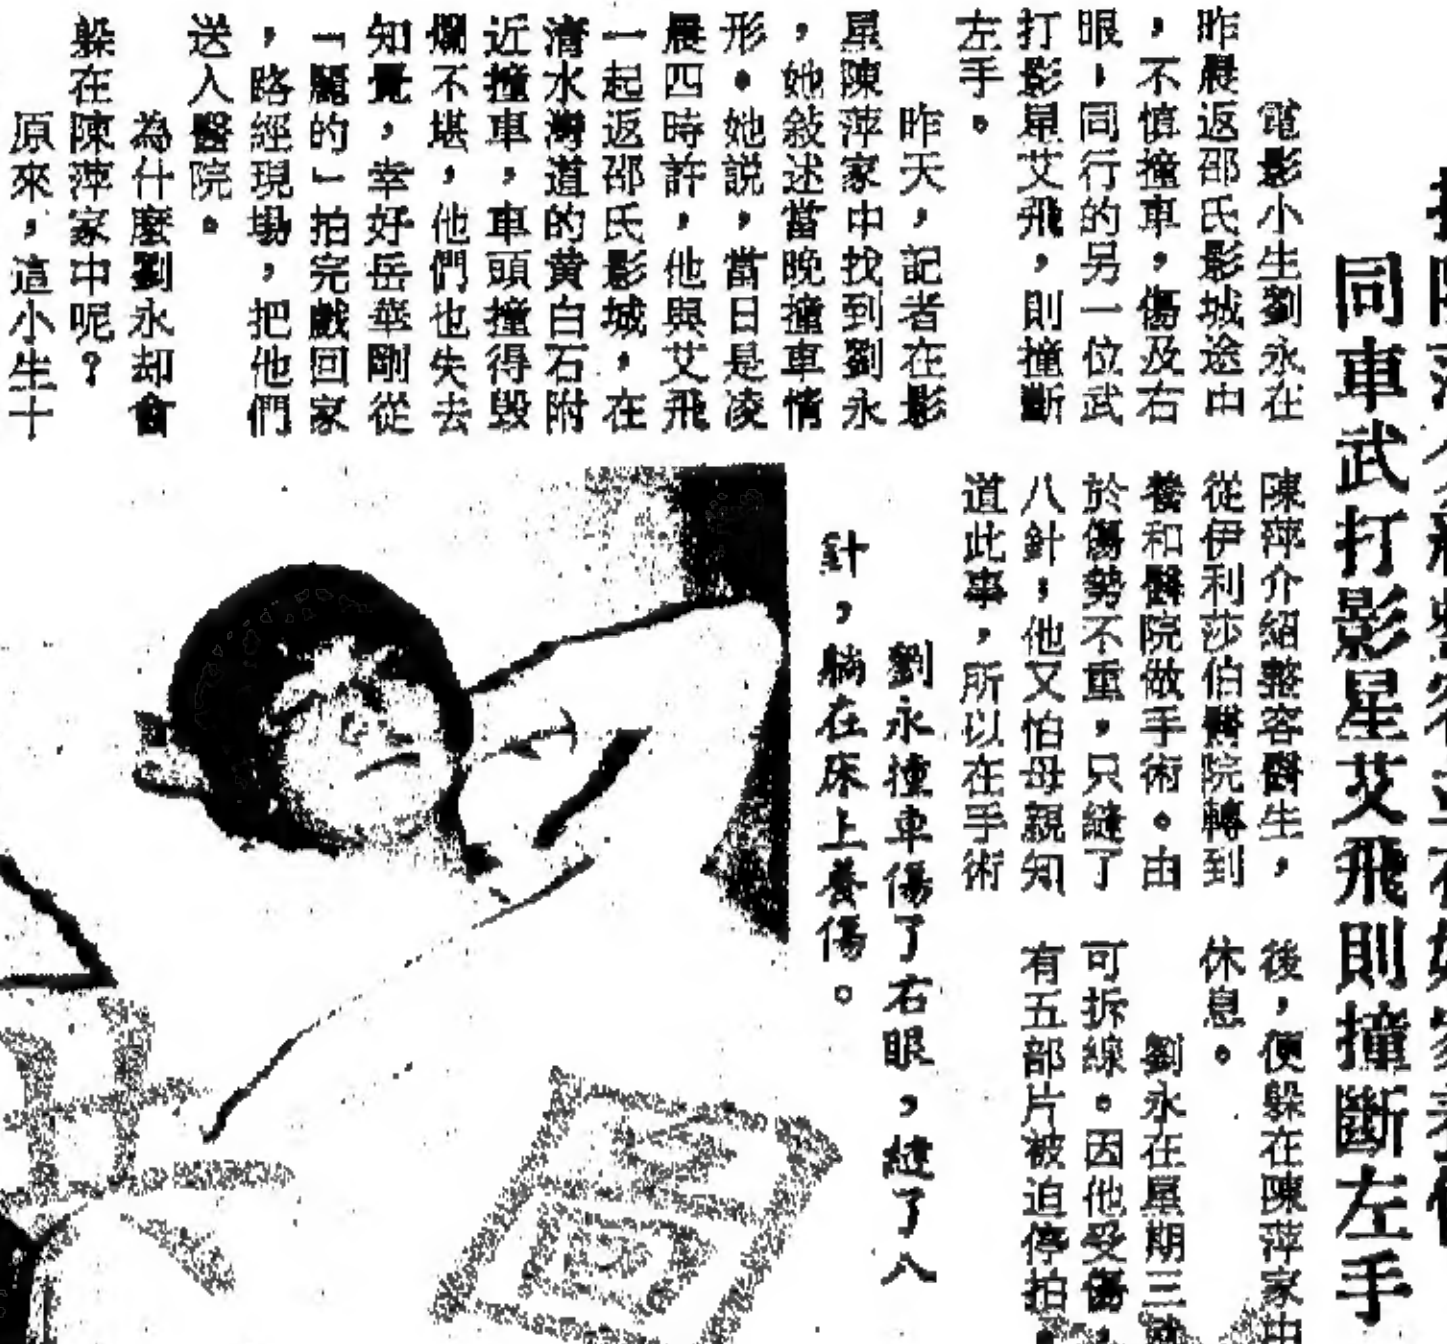 同車武打影星艾飛則撞斷左手
電影小生劉永在
昨晨返邵氏影城途中
，不慎撞車，傷及右
眼，同行的另一位武
打影星艾飛，則撞斷
左手。
昨天，記者在影
星陳萍家中找到劉永
，她敍述當晚撞車情
形。她説，當日是凌
晨四時許，他與艾飛
一起返邵氏影城，在
清水灣道的黄白石附
近撞車，車頭撞得毀
爛不堪，他們也失去
知覺，幸好岳華剛從
「麗的」拍完戲回家
，略經現場，把他們
送入醫院。
為什麼劉永却會
躲在陳萍家中呢？
原來，這小生十
陳萍介紹整容醫生，
從伊利莎伯醫院轉到
養和醫院做手術。由
於傷勢不重，只縫了
八針，他又怕母親知
道此事，所以在手術
後，便躲在陳萍家中
休息。
劉永在星期三就
可拆線。因他受傷，
有五部片被迫停拍，
劉永撞車傷了右眼，縫了八
針，躺在床上養傷。